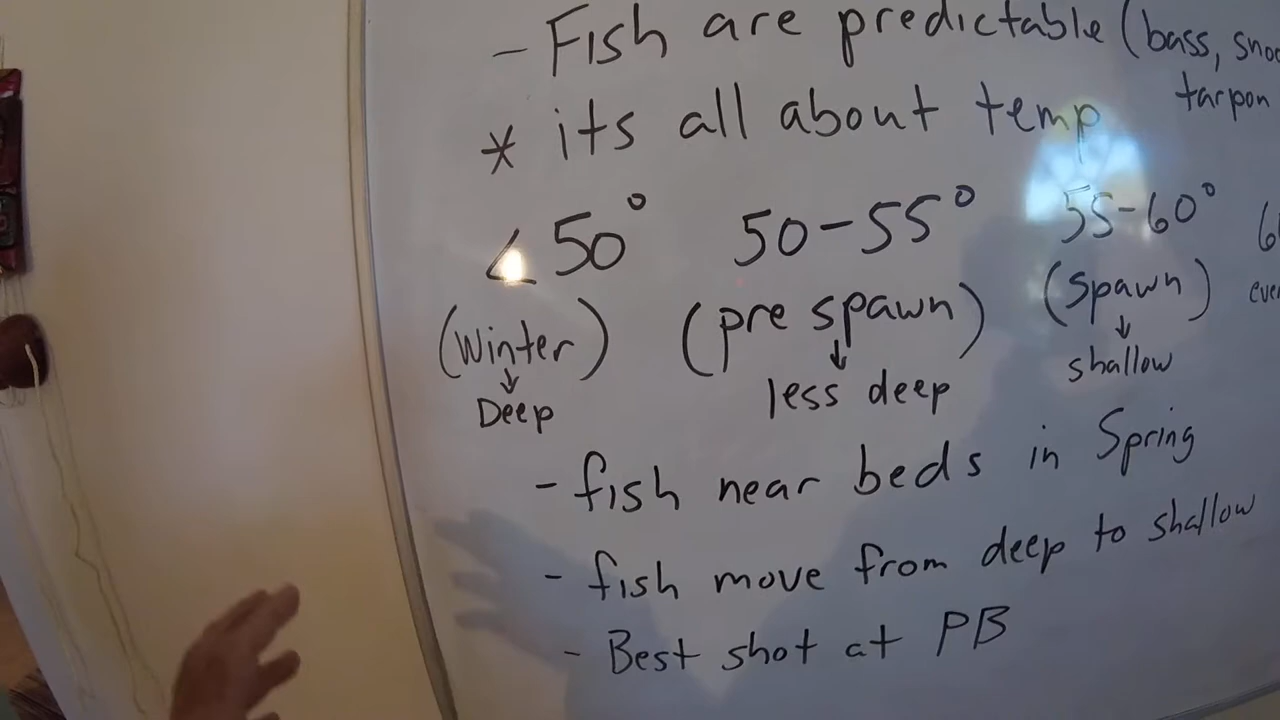 - Fish are predictable (bass,
tarpon
* its all about temp
<50° 50-55° 55-60°
(Winter) (pre spawn) (Spawn)
↓ ↓ ↓
Deep less deep shallow
- fish near beds in Spring
- fish move from deep to shallow
- Best shot at PB